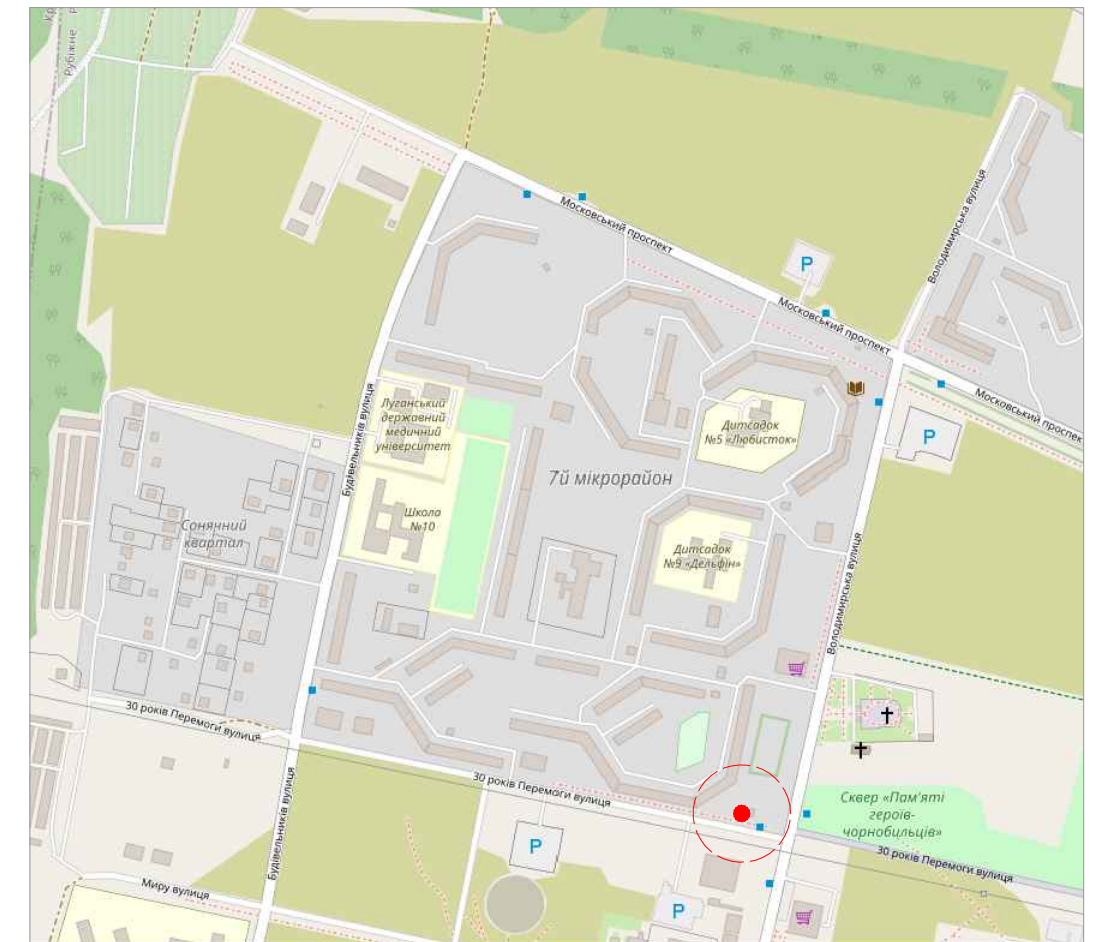 Рубіжне
Московський проспект
Володимирська вулиця
P
Московський проспект
Московський проспек
Будівельників вулиця
Луганський
державний
медичний
університет
Дитсадок
№5 «Любисток»
P
7й мікрорайон
Школа
№10
Сонячний
квартал
Дитсадок
№9 «Дельфін»
Володимирська вулиця
30 років Перемоги вулиця
30 років Перемоги вулиця
Сквер «Пам'яті
героїв-
чорнобильців»
Будівельників вулиця
P
30 років Перемоги вулиця
Миру вулиця
P